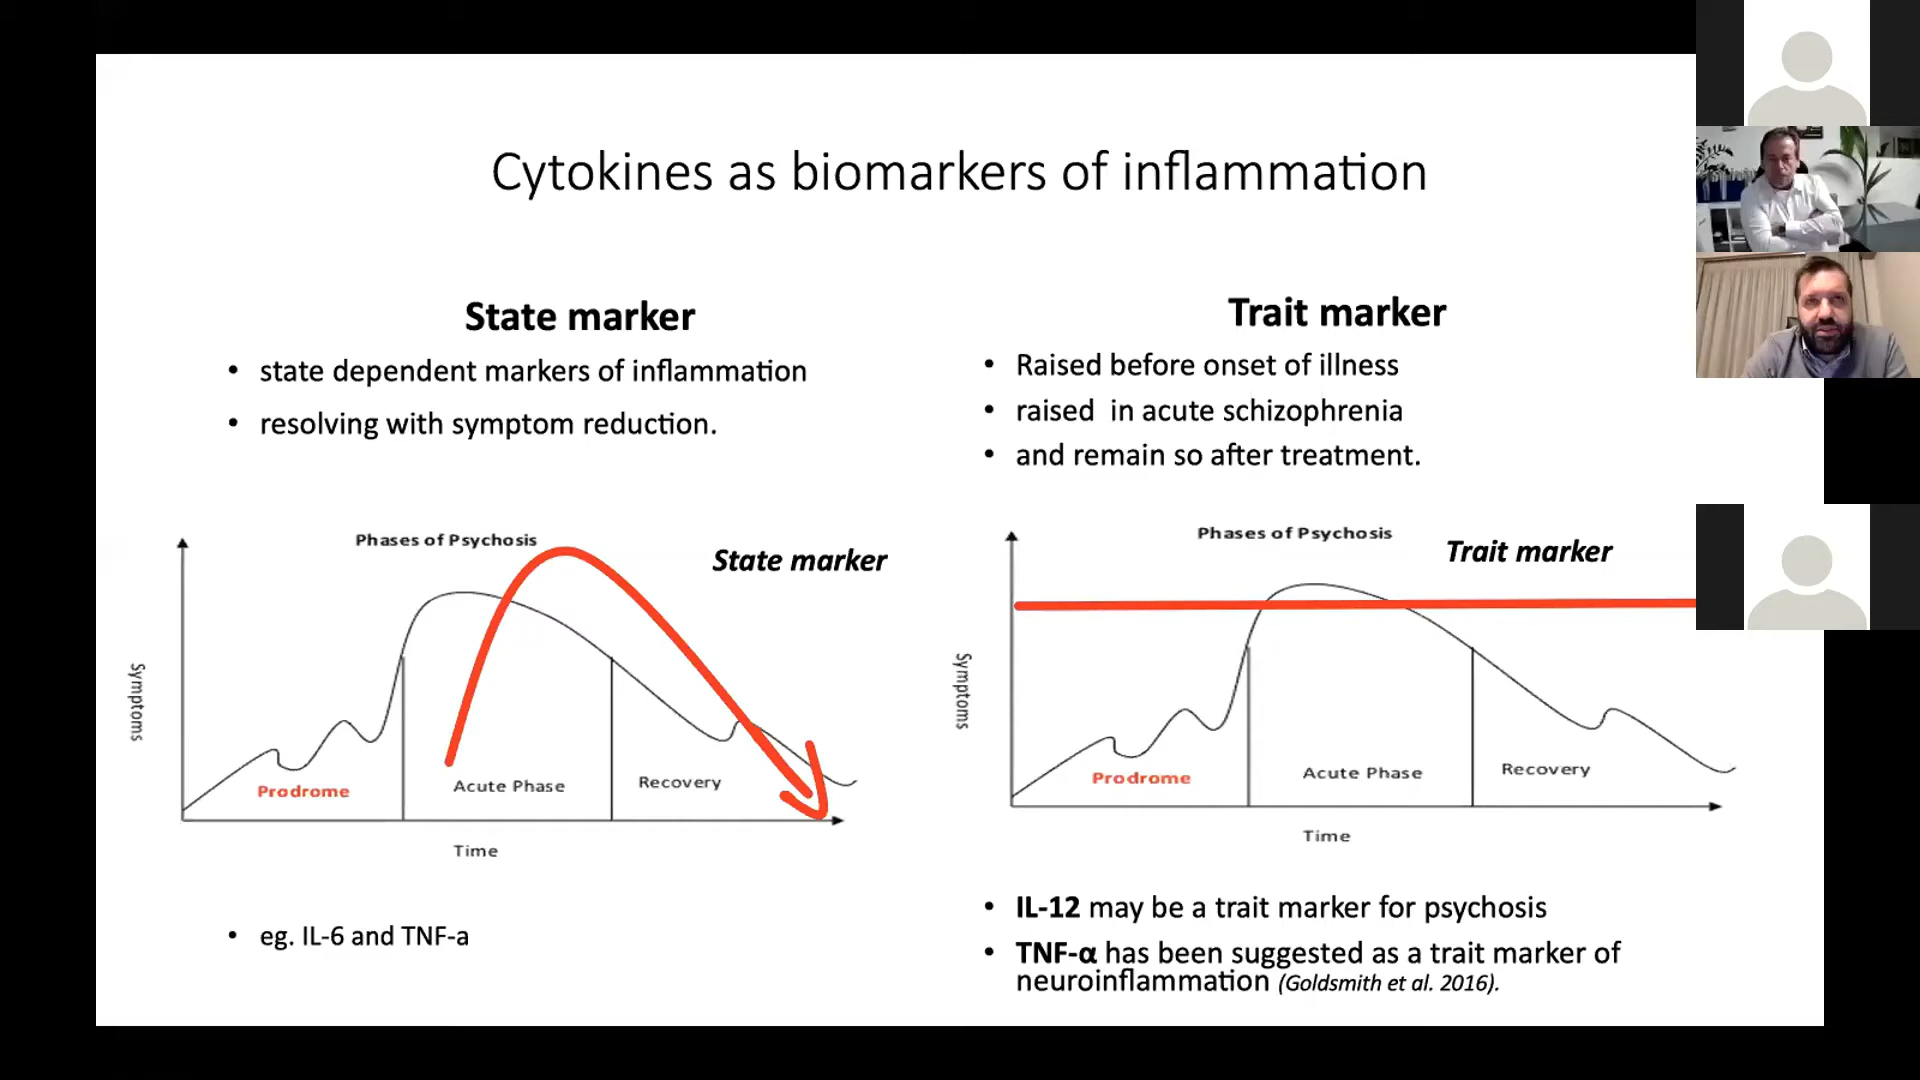 Cytokines as biomarkers of inflammation
State marker
• state dependent markers of inflammation
• resolving with symptom reduction.
Phases of Psychosis
State marker
Symptoms
Prodrome
Acute Phase
Recovery
Time
• eg. IL-6 and TNF-a
Trait marker
• Raised before onset of illness
• raised in acute schizophrenia
• and remain so after treatment.
Phases of Psychosis
Trait marker
Symptoms
Prodrome
Acute Phase
Recovery
Time
• IL-12 may be a trait marker for psychosis
• TNF-α has been suggested as a trait marker of
neuroinflammation (Goldsmith et al. 2016).